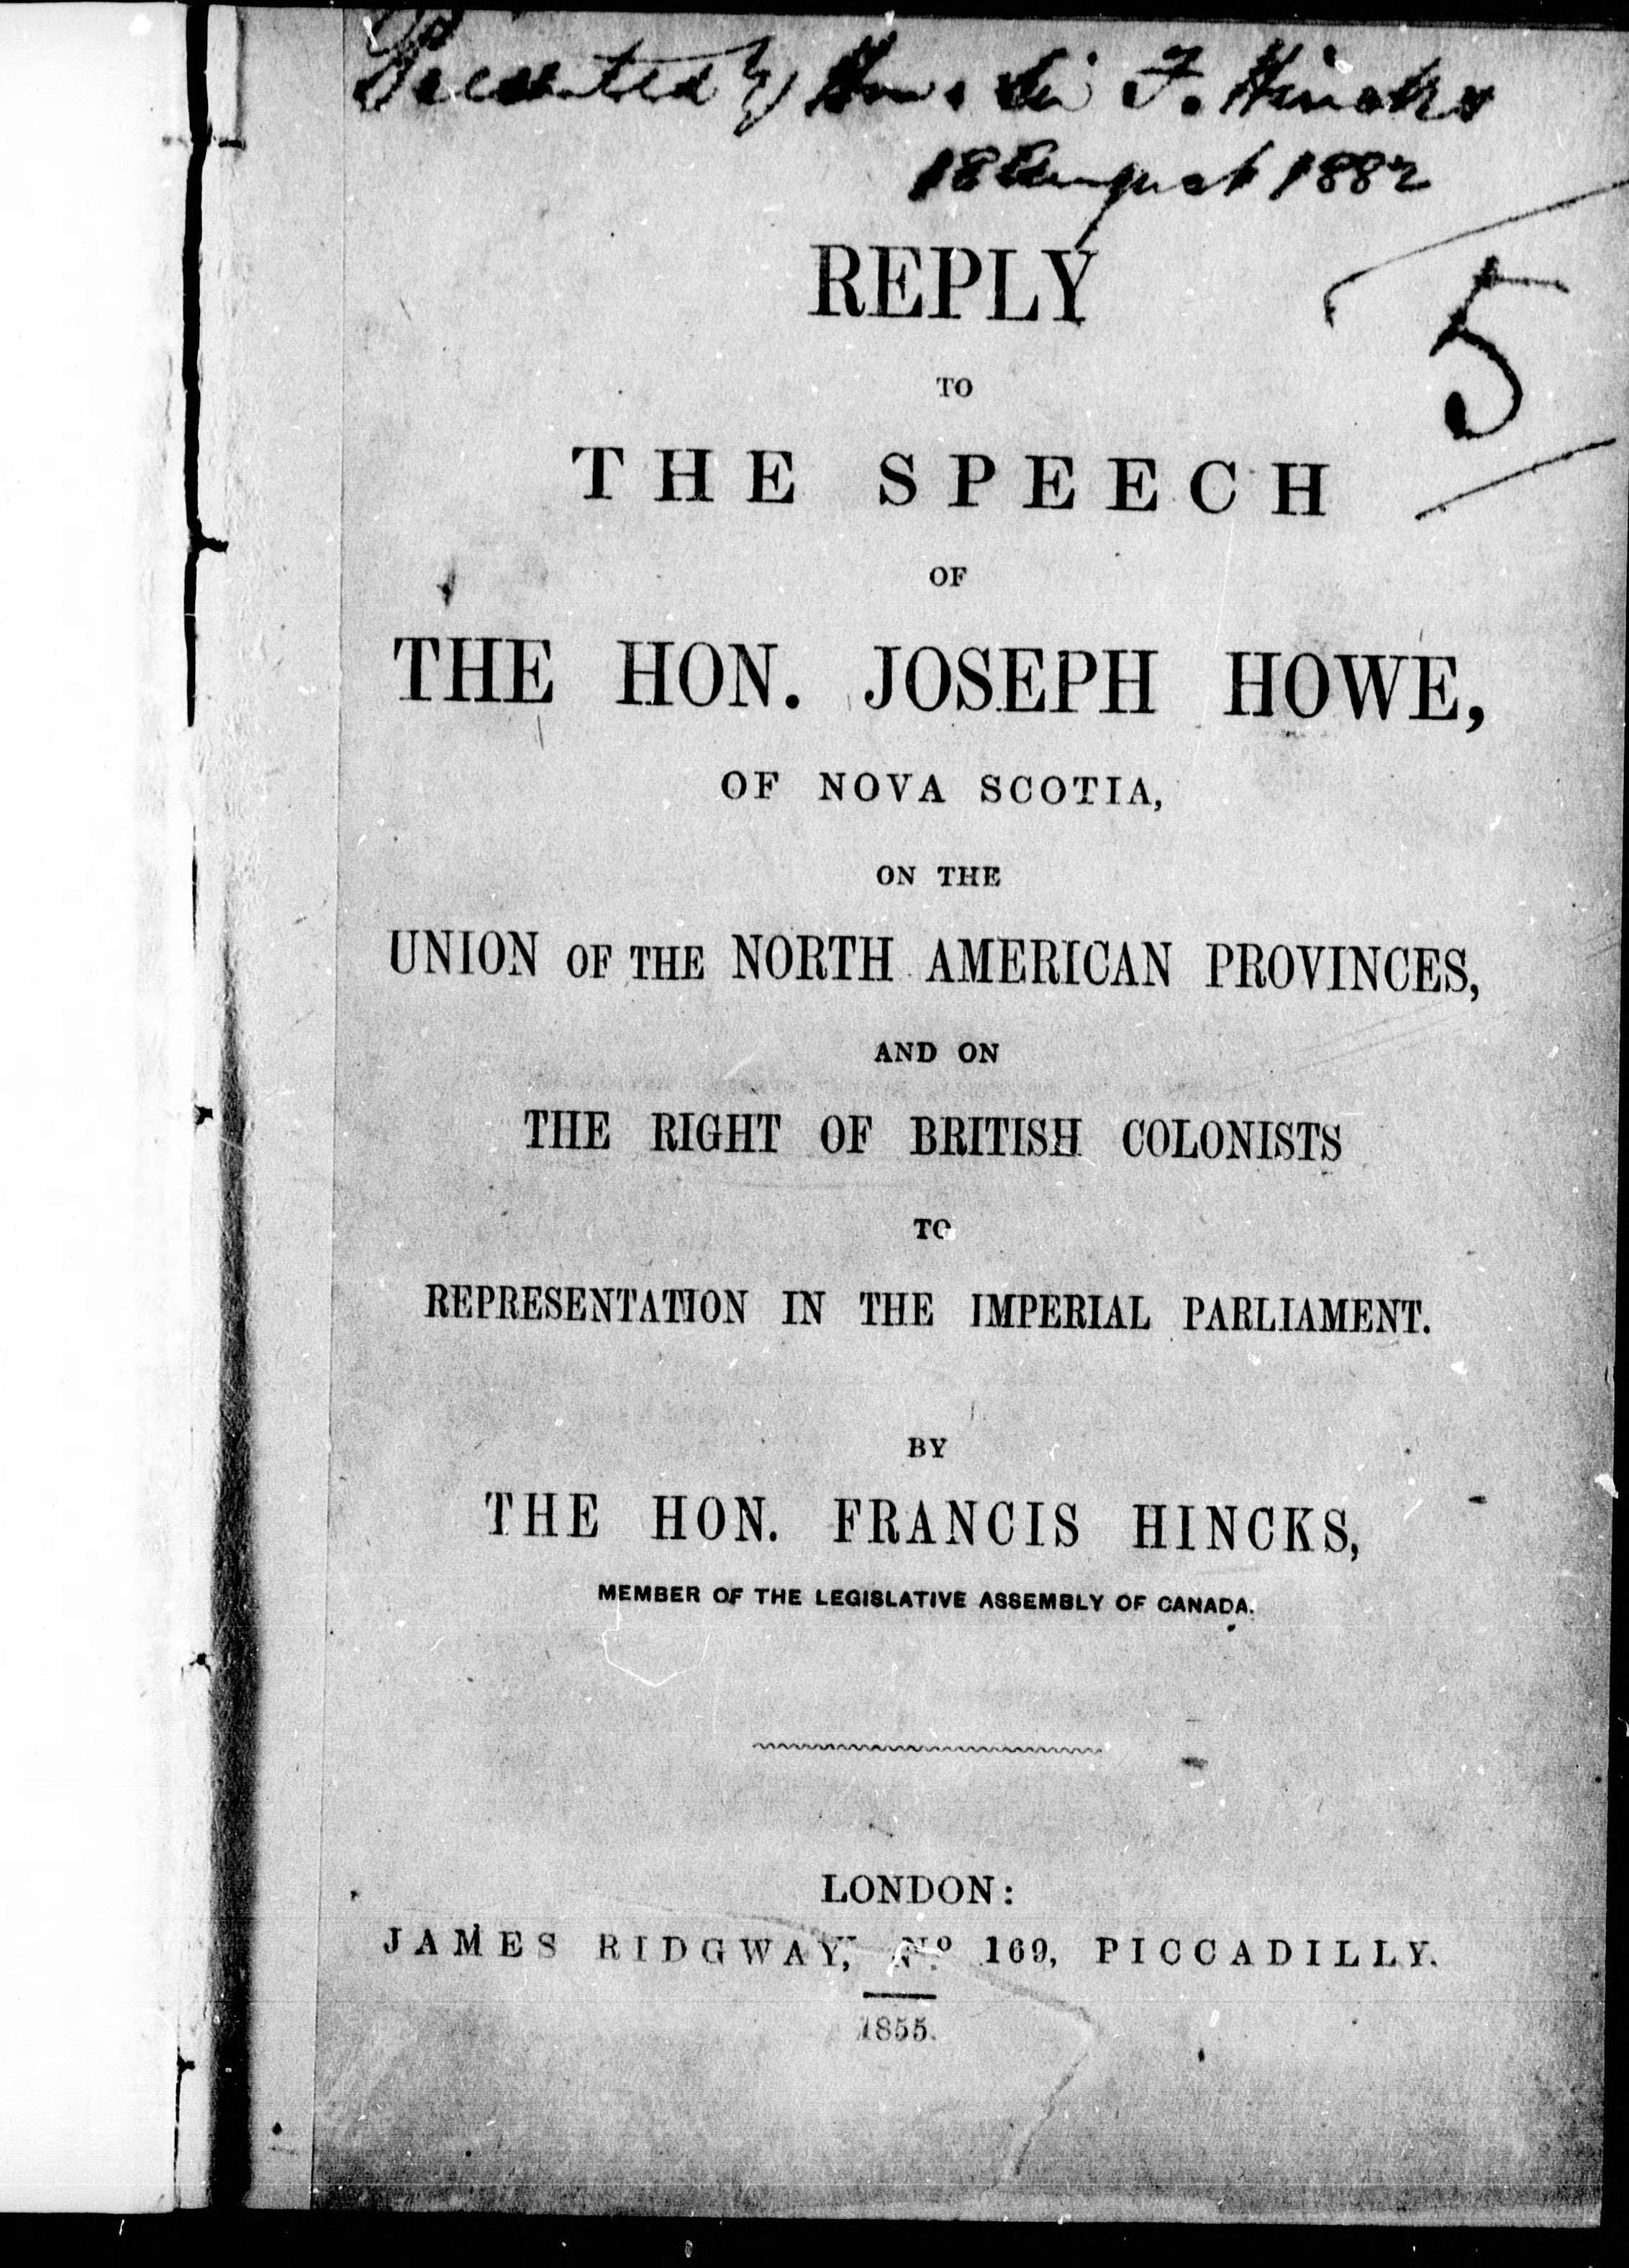 Presented by Hon. Sir F. Hincks
18 August 1882
5
REPLY
TO
THE SPEECH
OF
THE HON. JOSEPH HOWE,
OF NOVA SCOTIA,
ON THE
UNION OF THE NORTH AMERICAN PROVINCES,
AND ON
THE RIGHT OF BRITISH COLONISTS
TO
REPRESENTATION IN THE IMPERIAL PARLIAMENT.
BY
THE HON. FRANCIS HINCKS,
MEMBER OF THE LEGISLATIVE ASSEMBLY OF CANADA.
LONDON:
JAMES RIDGWAY, No. 169, PICCADILLY.
1855.